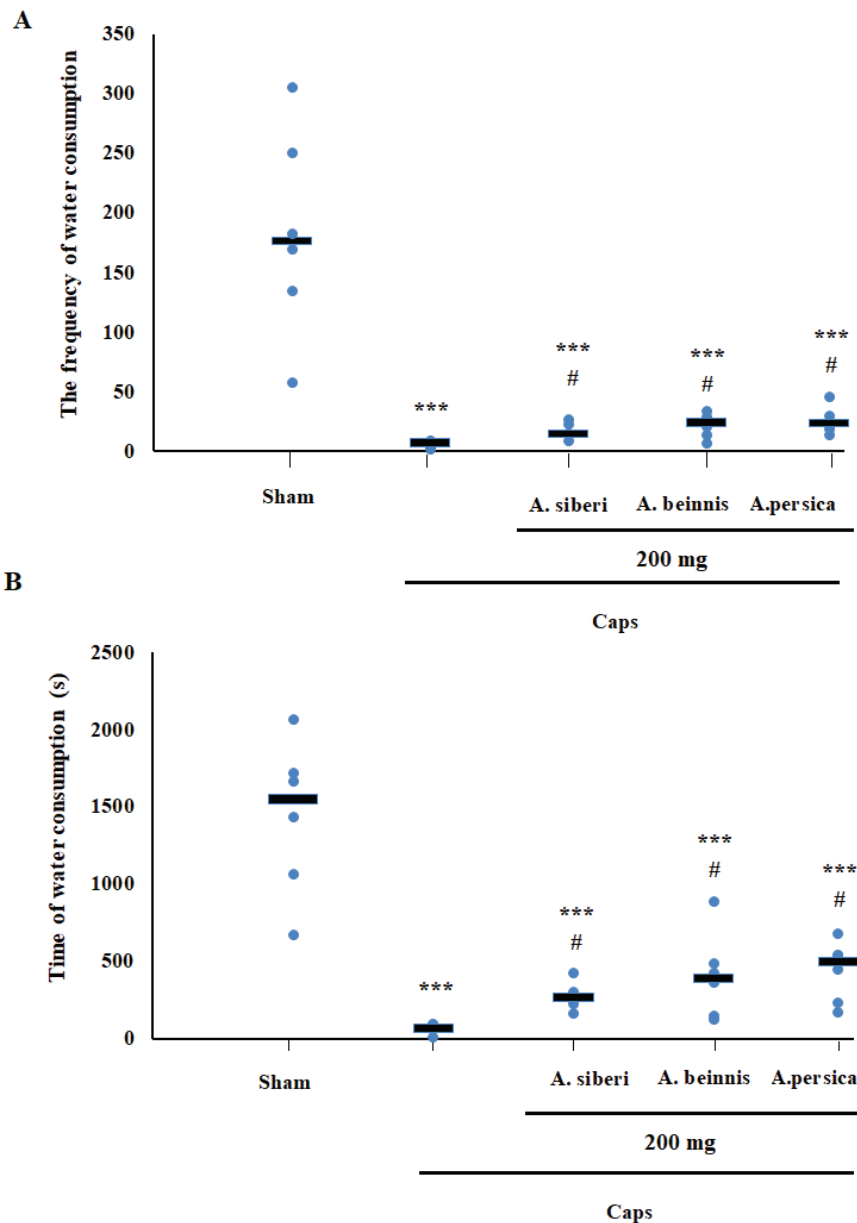 A
The frequency of water consumption
350
300
250
200
150
100
50
0
***
***
#
***
#
***
#
Sham
A. siberi
A. beinnis
A.persica
200 mg
Caps
B
Time of water consumption (s)
2500
2000
1500
1000
500
0
***
***
#
***
#
***
#
Sham
A. siberi
A. beinnis
A.persica
200 mg
Caps